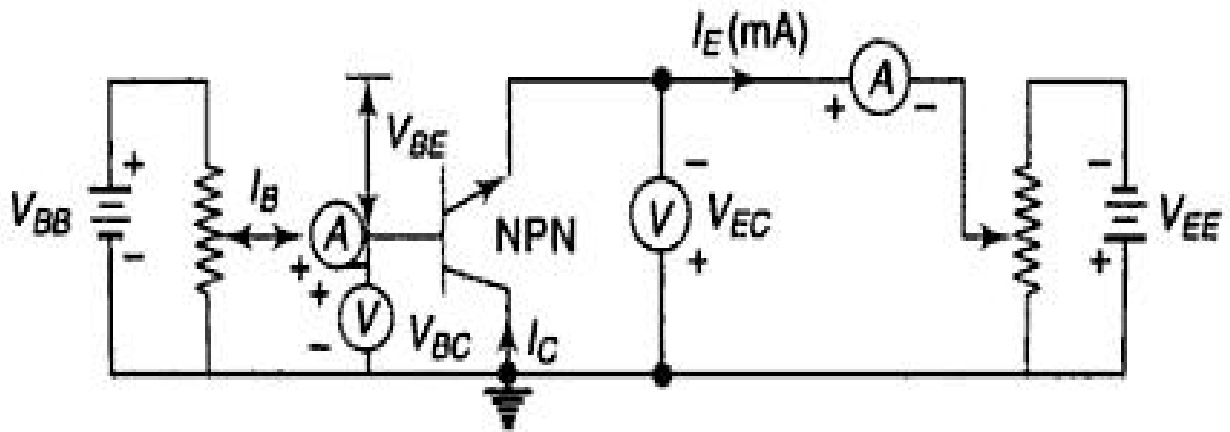 I_E(mA)
+ A -
V_BE
V_BB + -
I_B
A
+ +
NPN
V
- V_BC
I_C
- V V_EC +
- V_EE +